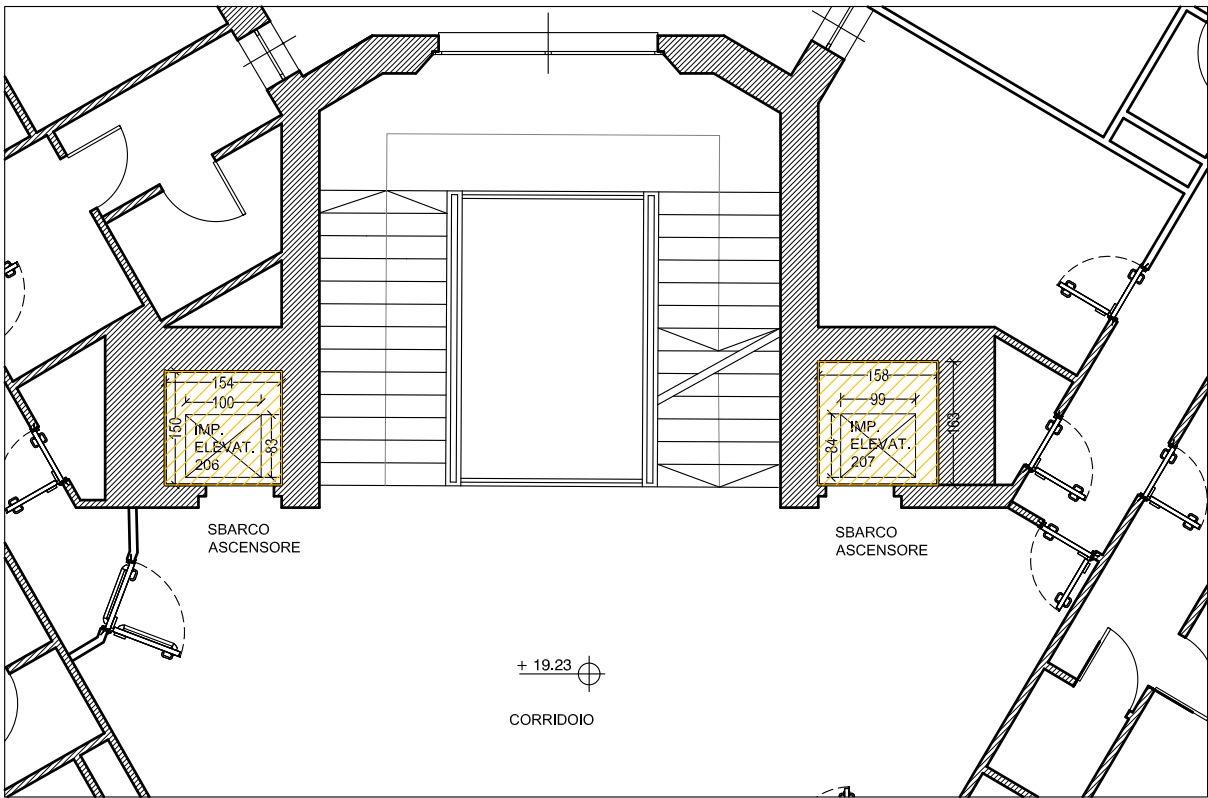 154
100
150
83
IMP.
ELEVAT.
206
158
99
163
84
IMP.
ELEVAT.
207
SBARCO
ASCENSORE
SBARCO
ASCENSORE
+ 19.23
CORRIDOIO